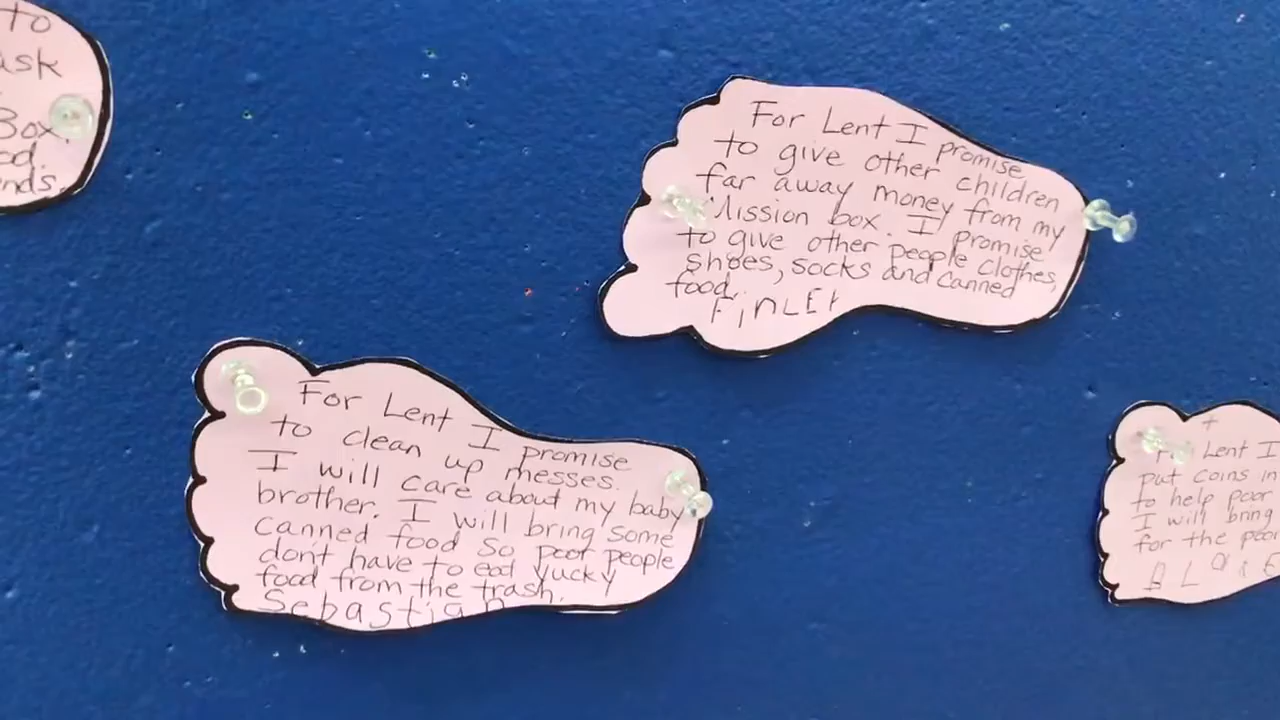 to
ask
Box.
od.
ends.
For Lent I promise
to give other children
far away money from my
Mission box. I promise
to give other people clothes,
shoes, socks and canned
food.
FINLEY
For Lent I promise
to clean up messes.
I will care about my baby
brother. I will bring some
canned food so poor people
don't have to eat yucky
food from the trash.
Sebastian
Lent I
put coins in
to help poor
I will bring
for the poor